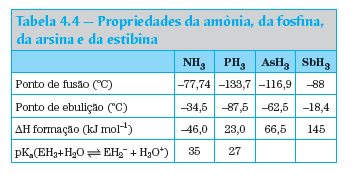 Tabela 4.4 — Propriedades da amônia, da fosfina,
da arsina e da estibina
NH₃ PH₃ AsH₃ SbH₃
Ponto de fusão (°C) –77,74 –133,7 –116,9 –88
Ponto de ebulição (°C) –34,5 –87,5 –62,5 –18,4
ΔH formação (kJ mol⁻¹) –46,0 23,0 66,5 145
pKₐ(EH₃+H₂O ⇌ EH₂⁻ + H₃O⁺) 35 27